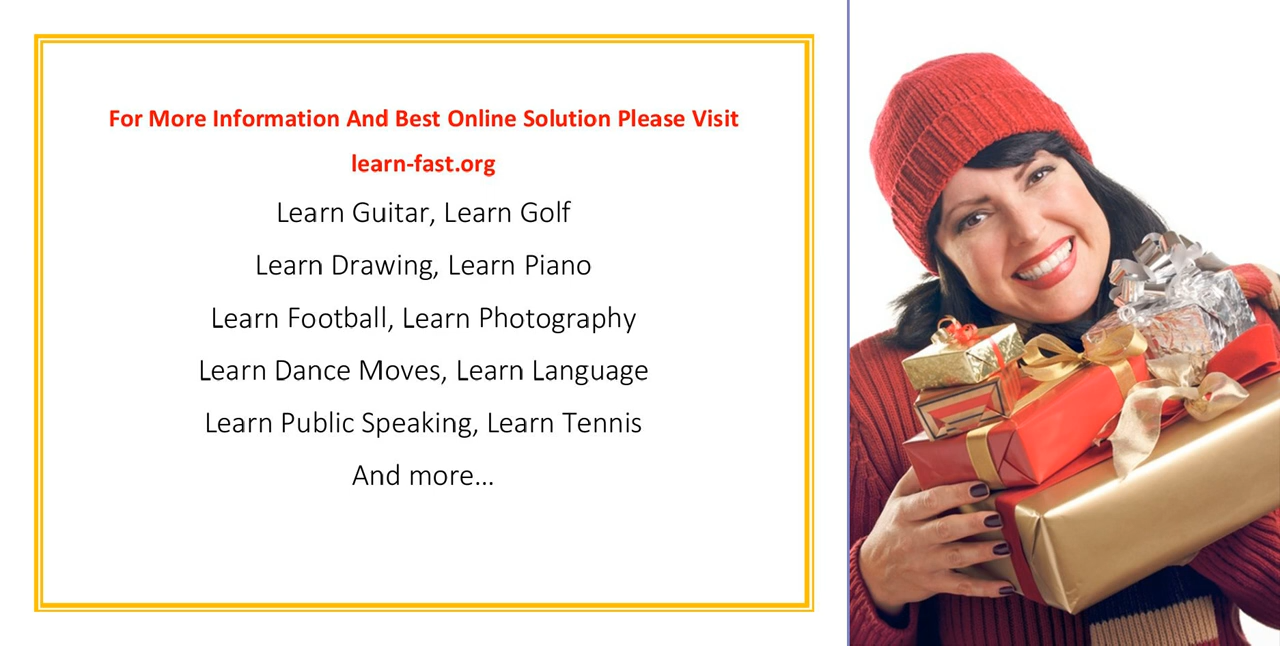 For More Information And Best Online Solution Please Visit
learn-fast.org
Learn Guitar, Learn Golf
Learn Drawing, Learn Piano
Learn Football, Learn Photography
Learn Dance Moves, Learn Language
Learn Public Speaking, Learn Tennis
And more...